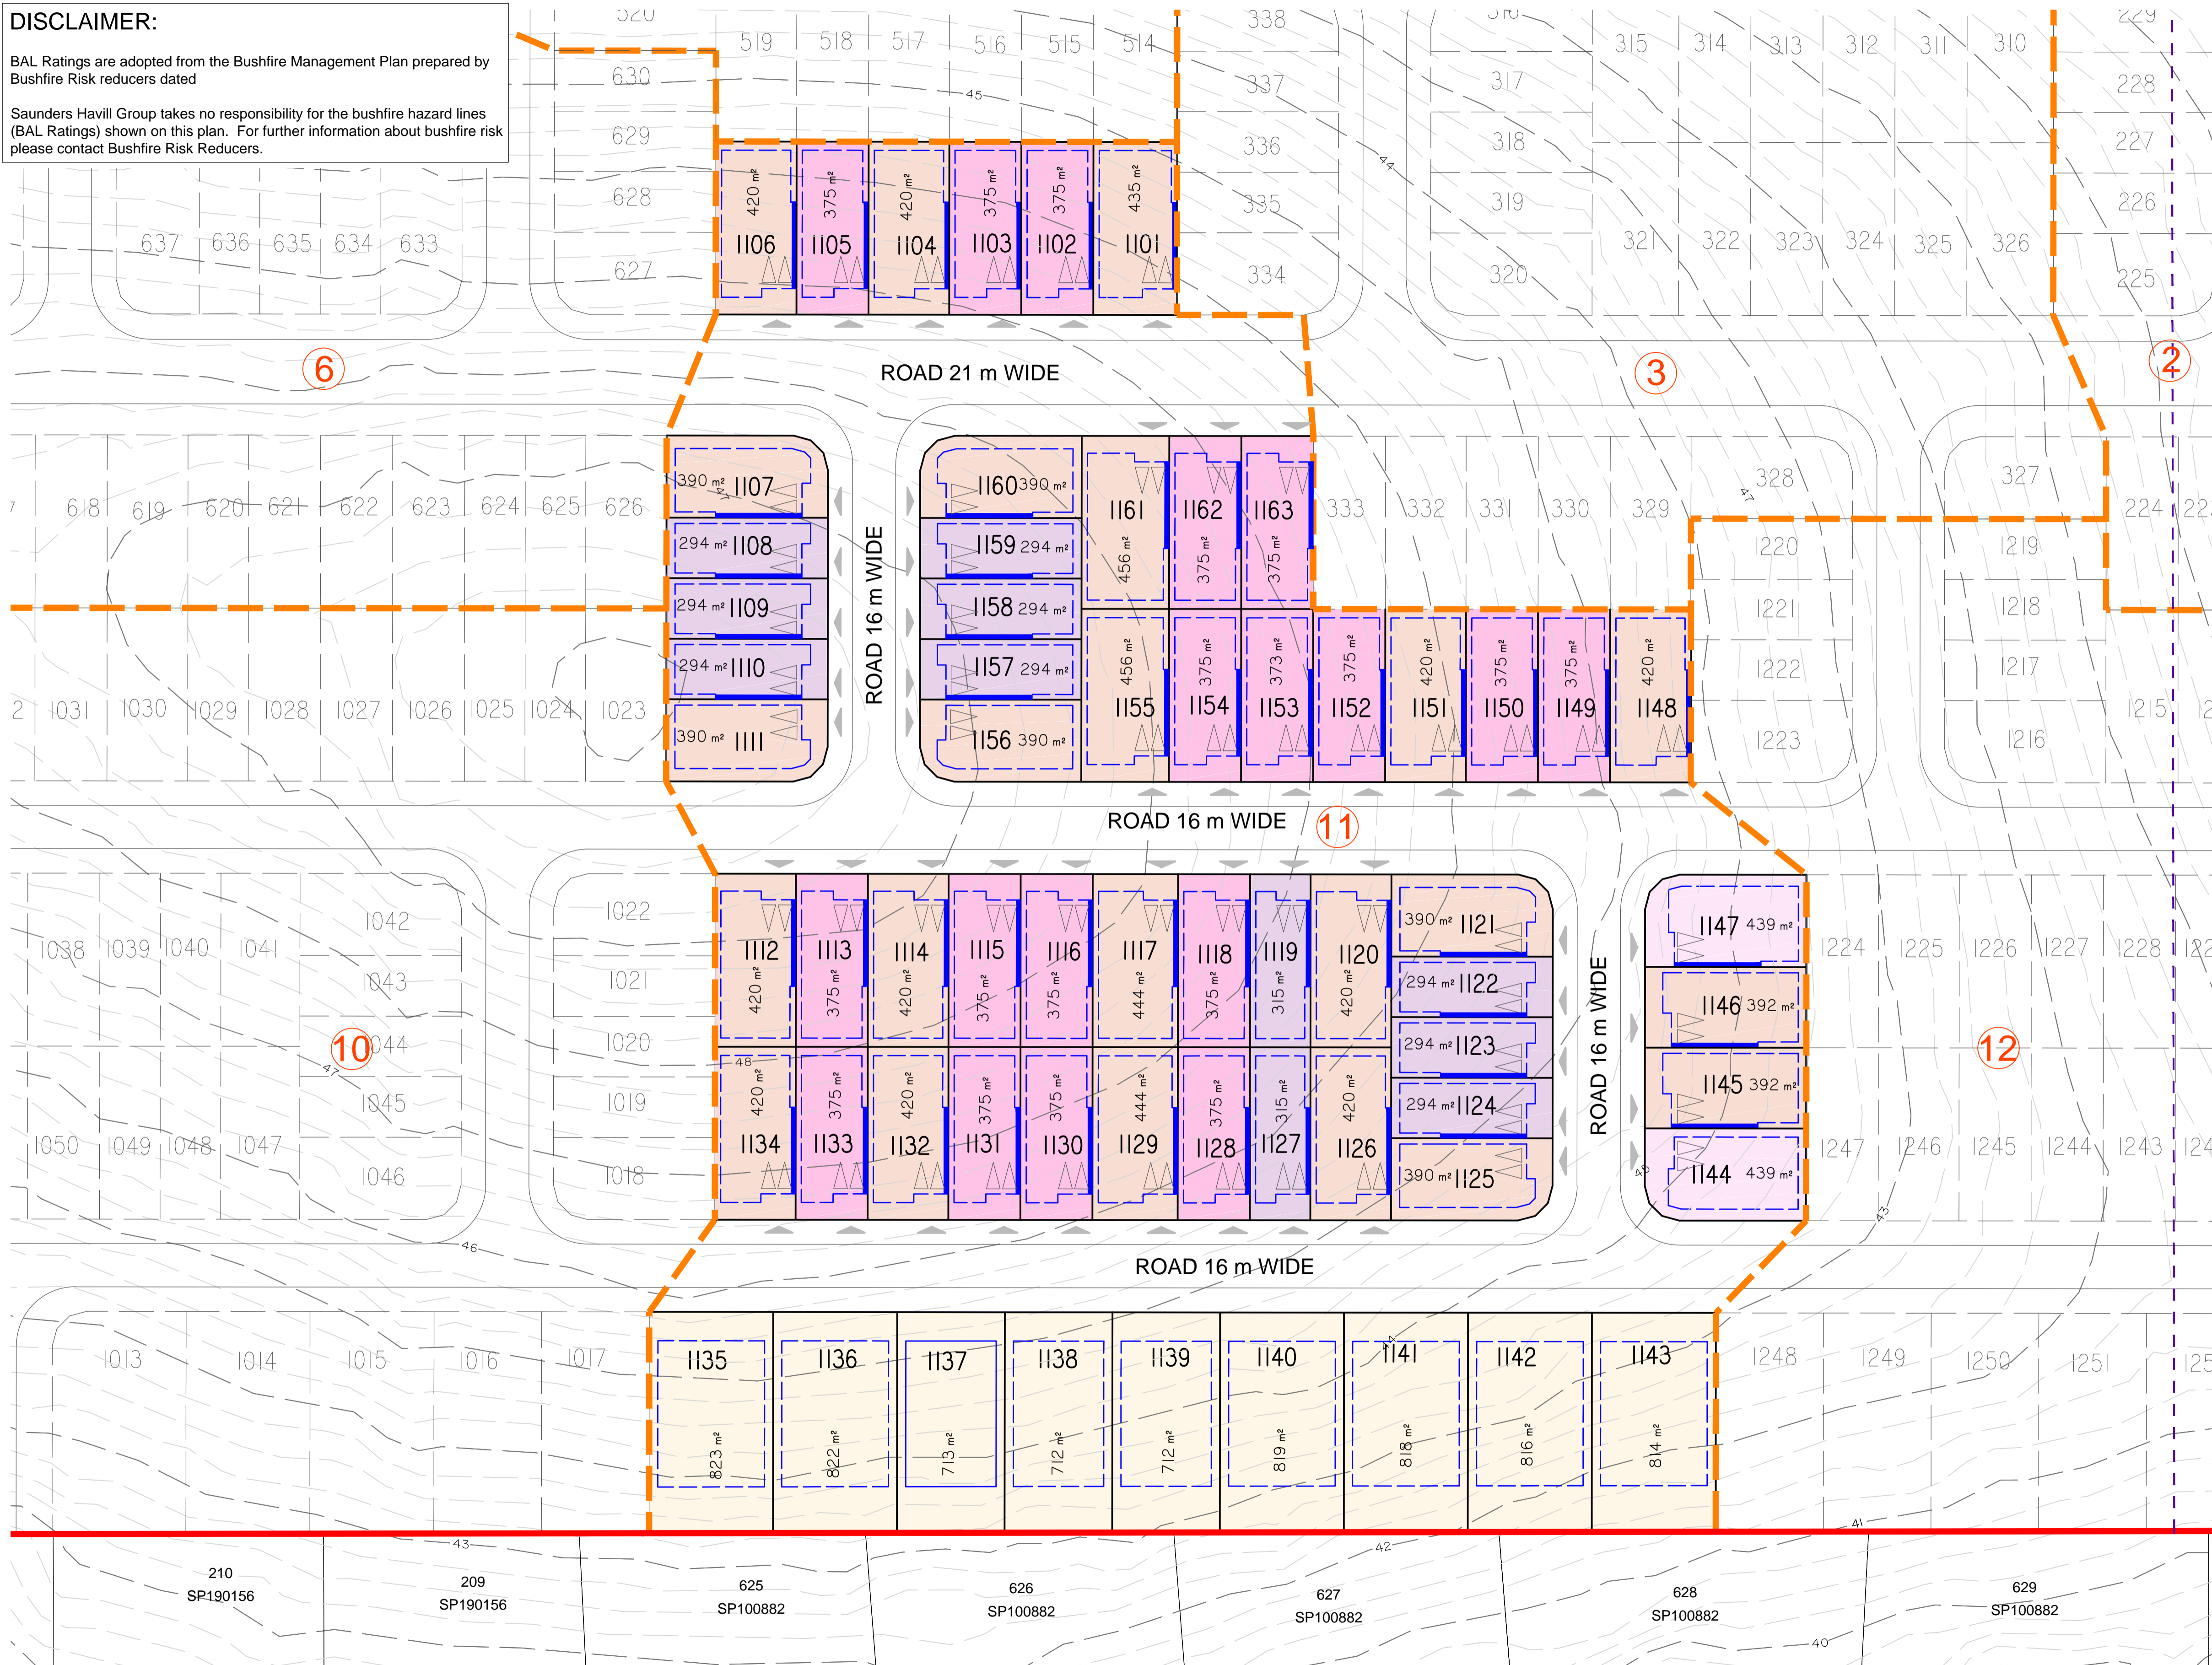 DISCLAIMER:
BAL Ratings are adopted from the Bushfire Management Plan prepared by
Bushfire Risk reducers dated
Saunders Havill Group takes no responsibility for the bushfire hazard lines
(BAL Ratings) shown on this plan. For further information about bushfire risk
please contact Bushfire Risk Reducers.
519 518 517 516 515 514
630
629
628
627
637 636 635 634 633
45
338
337
336
335
334
44
317
318
319
320
315 314 313 312 311 310
321 322 323 324 325 326
229
228
227
226
225
420 m² 375 m² 420 m² 375 m² 375 m² 435 m²
1106 1105 1104 1103 1102 1101
6
ROAD 21 m WIDE
3
2
618 619 620 621 622 623 624 625 626
390 m² 1107
294 m² 1108
294 m² 1109
294 m² 1110
390 m² 1111
ROAD 16 m WIDE
1160 390 m²
1159 294 m²
1158 294 m²
1157 294 m²
1156 390 m²
1161 1162 1163
456 m² 375 m² 375 m²
333 332 331 330 329
328
47
327
224
1220
1221
1222
1223
1219
1218
1217
1216
1215
1031 1030 1029 1028 1027 1026 1025 1024 1023
456 m² 375 m² 373 m² 375 m² 420 m² 375 m² 375 m² 420 m²
1155 1154 1153 1152 1151 1150 1149 1148
ROAD 16 m WIDE
11
1038 1039 1040 1041
1042
1043
1044
1045
1046
10
47
1050 1049 1048 1047
1022
1021
1020
1019
1018
1112 1113 1114 1115 1116 1117 1118 1119 1120
420 m² 375 m² 420 m² 375 m² 375 m² 444 m² 375 m² 315 m² 420 m²
48
420 m² 375 m² 420 m² 375 m² 375 m² 444 m² 375 m² 315 m² 420 m²
1134 1133 1132 1131 1130 1129 1128 1127 1126
390 m² 1121
294 m² 1122
294 m² 1123
294 m² 1124
390 m² 1125
ROAD 16 m WIDE
45
1147 439 m²
1146 392 m²
1145 392 m²
1144 439 m²
1224 1225 1226 1227 1228
12
1247 1246 1245 1244 1243
43
46
ROAD 16 m WIDE
1013 1014 1015 1016 1017
1135 1136 1137 1138 1139 1140 1141 1142 1143
44
823 m² 822 m² 713 m² 712 m² 712 m² 819 m² 818 m² 816 m² 814 m²
1248 1249 1250 1251
43
42
41
40
210
SP190156
209
SP190156
625
SP100882
626
SP100882
627
SP100882
628
SP100882
629
SP100882